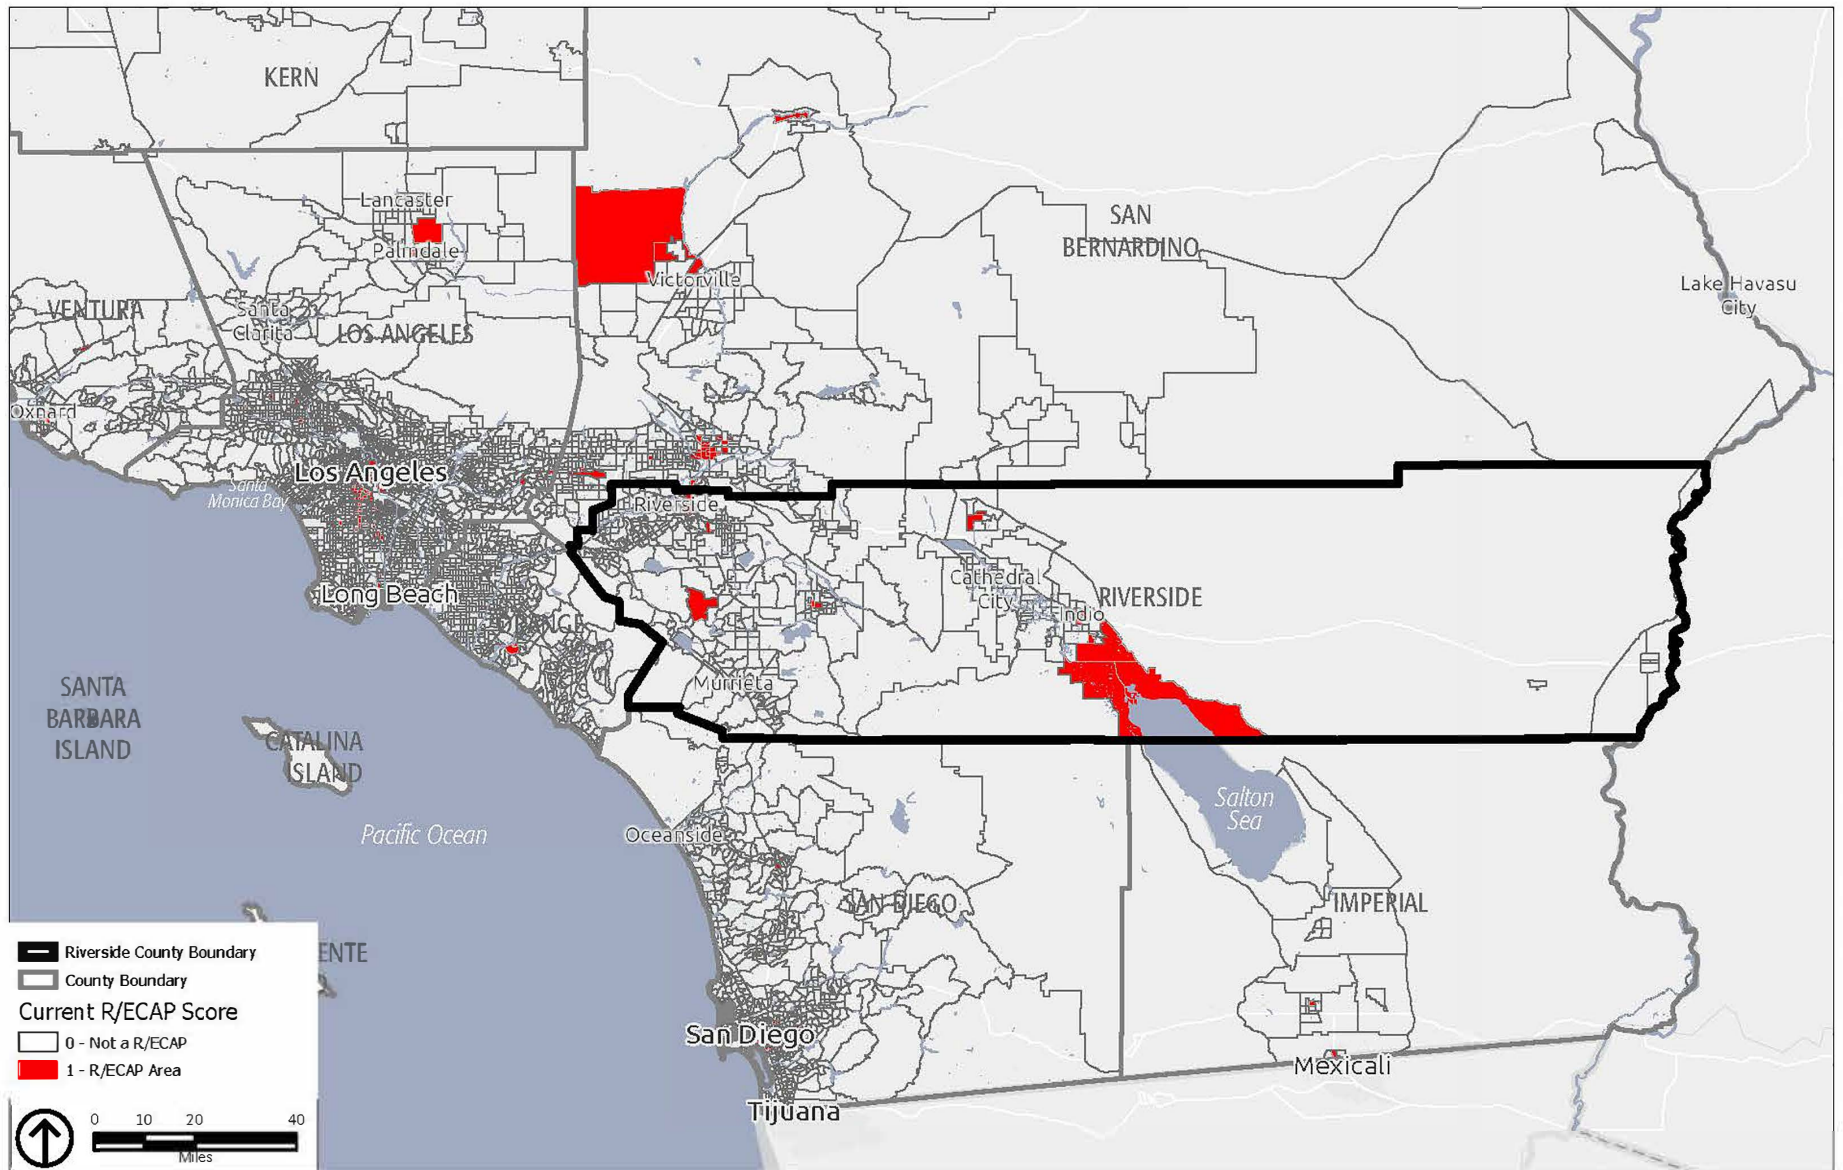 KERN
Lancaster
Palmdale
SAN
BERNARDINO
Victorville
Lake Havasu
City
VENTURA
Santa
Clarita
LOS ANGELES
Oxnard
Los Angeles
Santa
Monica Bay
Riverside
Long Beach
Cathedral
City
RIVERSIDE
Indio
SANTA
BARBARA
ISLAND
Murrieta
CATALINA
ISLAND
Pacific Ocean
Oceanside
Salton
Sea
SAN DIEGO
IMPERIAL
ENTE
San Diego
Mexicali
Tijuana
Riverside County Boundary
County Boundary
Current R/ECAP Score
0 - Not a R/ECAP
1 - R/ECAP Area
0 10 20 40
Miles